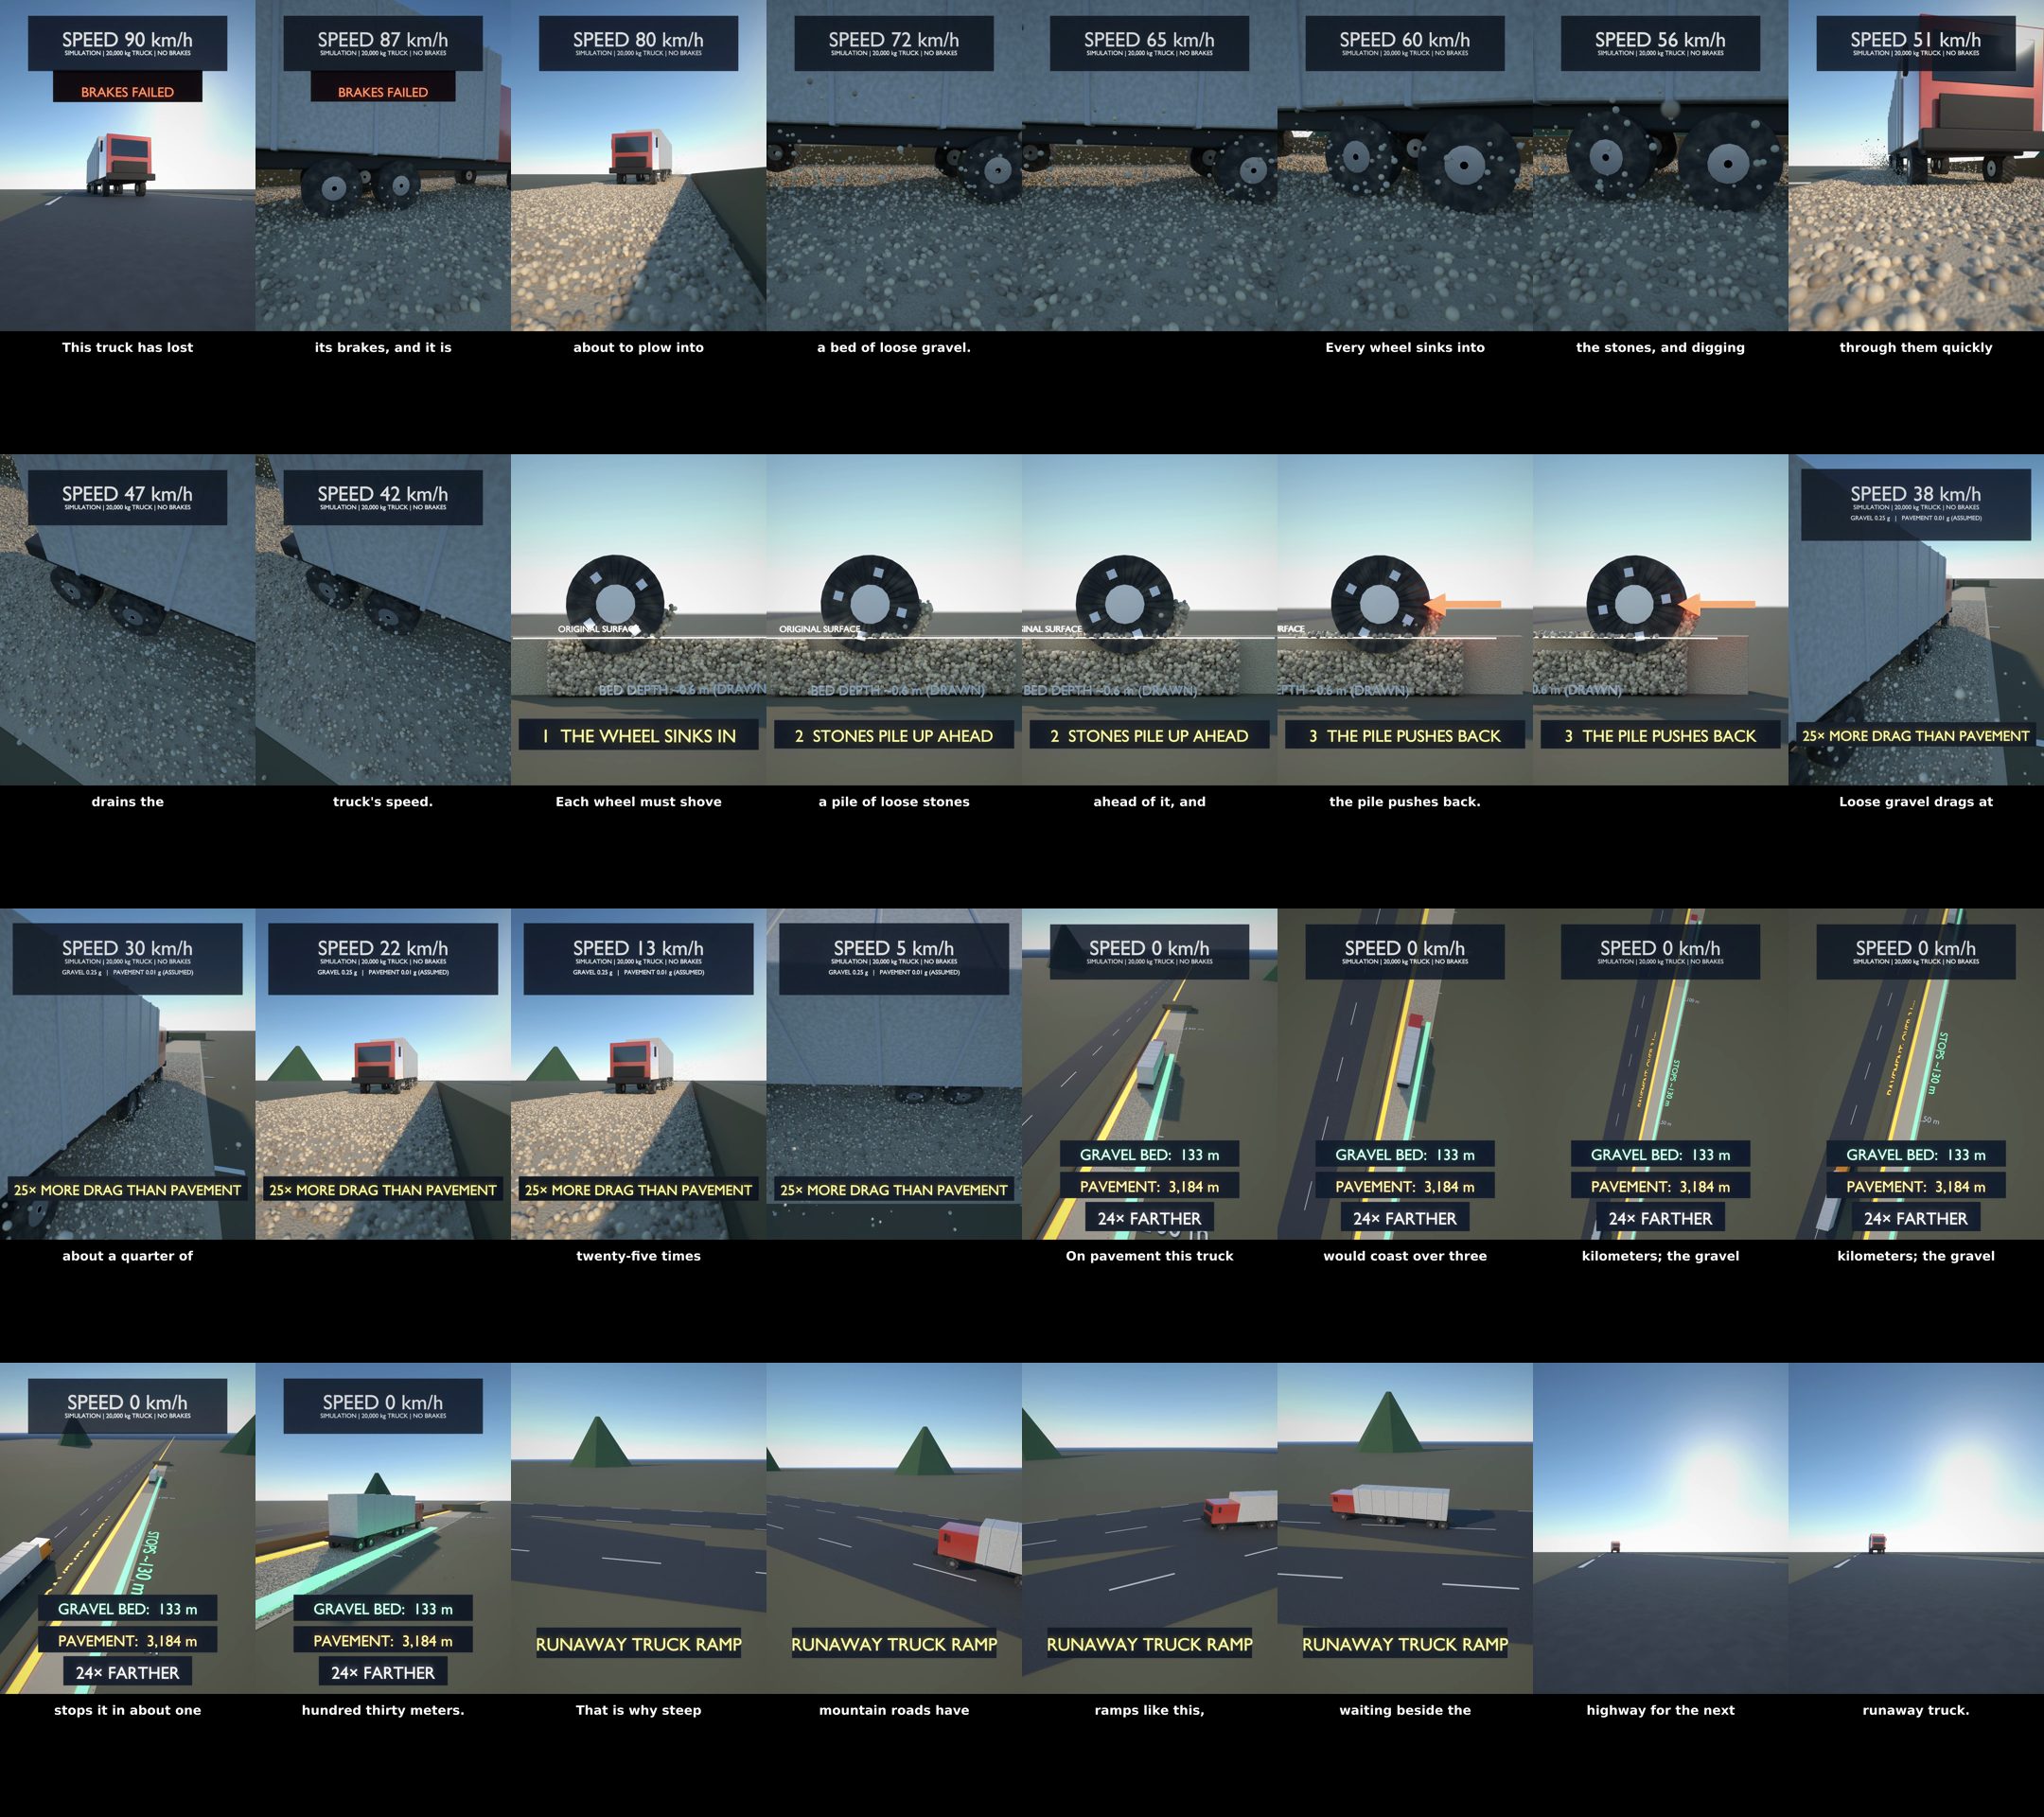 SPEED 90 km/h
SIMULATION | 20,000 kg TRUCK | NO BRAKES
BRAKES FAILED
This truck has lost
SPEED 87 km/h
SIMULATION | 20,000 kg TRUCK | NO BRAKES
BRAKES FAILED
its brakes, and it is
SPEED 80 km/h
SIMULATION | 20,000 kg TRUCK | NO BRAKES
about to plow into
SPEED 72 km/h
SIMULATION | 20,000 kg TRUCK | NO BRAKES
a bed of loose gravel.
SPEED 65 km/h
SIMULATION | 20,000 kg TRUCK | NO BRAKES
SPEED 60 km/h
SIMULATION | 20,000 kg TRUCK | NO BRAKES
Every wheel sinks into
SPEED 56 km/h
SIMULATION | 20,000 kg TRUCK | NO BRAKES
the stones, and digging
SPEED 51 km/h
SIMULATION | 20,000 kg TRUCK | NO BRAKES
through them quickly
SPEED 47 km/h
SIMULATION | 20,000 kg TRUCK | NO BRAKES
drains the
SPEED 42 km/h
SIMULATION | 20,000 kg TRUCK | NO BRAKES
truck's speed.
ORIGINAL SURFACE
BED DEPTH ~0.6 m (DRAWN
1 THE WHEEL SINKS IN
Each wheel must shove
ORIGINAL SURFACE
BED DEPTH ~0.6 m (DRAWN)
2 STONES PILE UP AHEAD
a pile of loose stones
INAL SURFACE
BED DEPTH ~0.6 m (DRAWN)
2 STONES PILE UP AHEAD
ahead of it, and
RFACE
PTH ~0.6 m (DRAWN)
3 THE PILE PUSHES BACK
the pile pushes back.
0.6 m (DRAWN)
3 THE PILE PUSHES BACK
SPEED 38 km/h
SIMULATION | 20,000 kg TRUCK | NO BRAKES
GRAVEL 0.25 g | PAVEMENT 0.01 g (ASSUMED)
25× MORE DRAG THAN PAVEMENT
Loose gravel drags at
SPEED 30 km/h
SIMULATION | 20,000 kg TRUCK | NO BRAKES
GRAVEL 0.25 g | PAVEMENT 0.01 g (ASSUMED)
25× MORE DRAG THAN PAVEMENT
about a quarter of
SPEED 22 km/h
SIMULATION | 20,000 kg TRUCK | NO BRAKES
GRAVEL 0.25 g | PAVEMENT 0.01 g (ASSUMED)
25× MORE DRAG THAN PAVEMENT
SPEED 13 km/h
SIMULATION | 20,000 kg TRUCK | NO BRAKES
GRAVEL 0.25 g | PAVEMENT 0.01 g (ASSUMED)
25× MORE DRAG THAN PAVEMENT
twenty-five times
SPEED 5 km/h
SIMULATION | 20,000 kg TRUCK | NO BRAKES
GRAVEL 0.25 g | PAVEMENT 0.01 g (ASSUMED)
25× MORE DRAG THAN PAVEMENT
SPEED 0 km/h
SIMULATION | 20,000 kg TRUCK | NO BRAKES
GRAVEL BED: 133 m
PAVEMENT: 3,184 m
24× FARTHER
On pavement this truck
SPEED 0 km/h
SIMULATION | 20,000 kg TRUCK | NO BRAKES
GRAVEL BED: 133 m
PAVEMENT: 3,184 m
24× FARTHER
would coast over three
SPEED 0 km/h
SIMULATION | 20,000 kg TRUCK | NO BRAKES
STOPS ~130 m
GRAVEL BED: 133 m
PAVEMENT: 3,184 m
24× FARTHER
kilometers; the gravel
SPEED 0 km/h
SIMULATION | 20,000 kg TRUCK | NO BRAKES
STOPS ~130 m
50 m
GRAVEL BED: 133 m
PAVEMENT: 3,184 m
24× FARTHER
kilometers; the gravel
SPEED 0 km/h
SIMULATION | 20,000 kg TRUCK | NO BRAKES
STOPS ~130 m
GRAVEL BED: 133 m
PAVEMENT: 3,184 m
24× FARTHER
stops it in about one
SPEED 0 km/h
SIMULATION | 20,000 kg TRUCK | NO BRAKES
GRAVEL BED: 133 m
PAVEMENT: 3,184 m
24× FARTHER
hundred thirty meters.
RUNAWAY TRUCK RAMP
That is why steep
RUNAWAY TRUCK RAMP
mountain roads have
RUNAWAY TRUCK RAMP
ramps like this,
RUNAWAY TRUCK RAMP
waiting beside the
highway for the next
runaway truck.